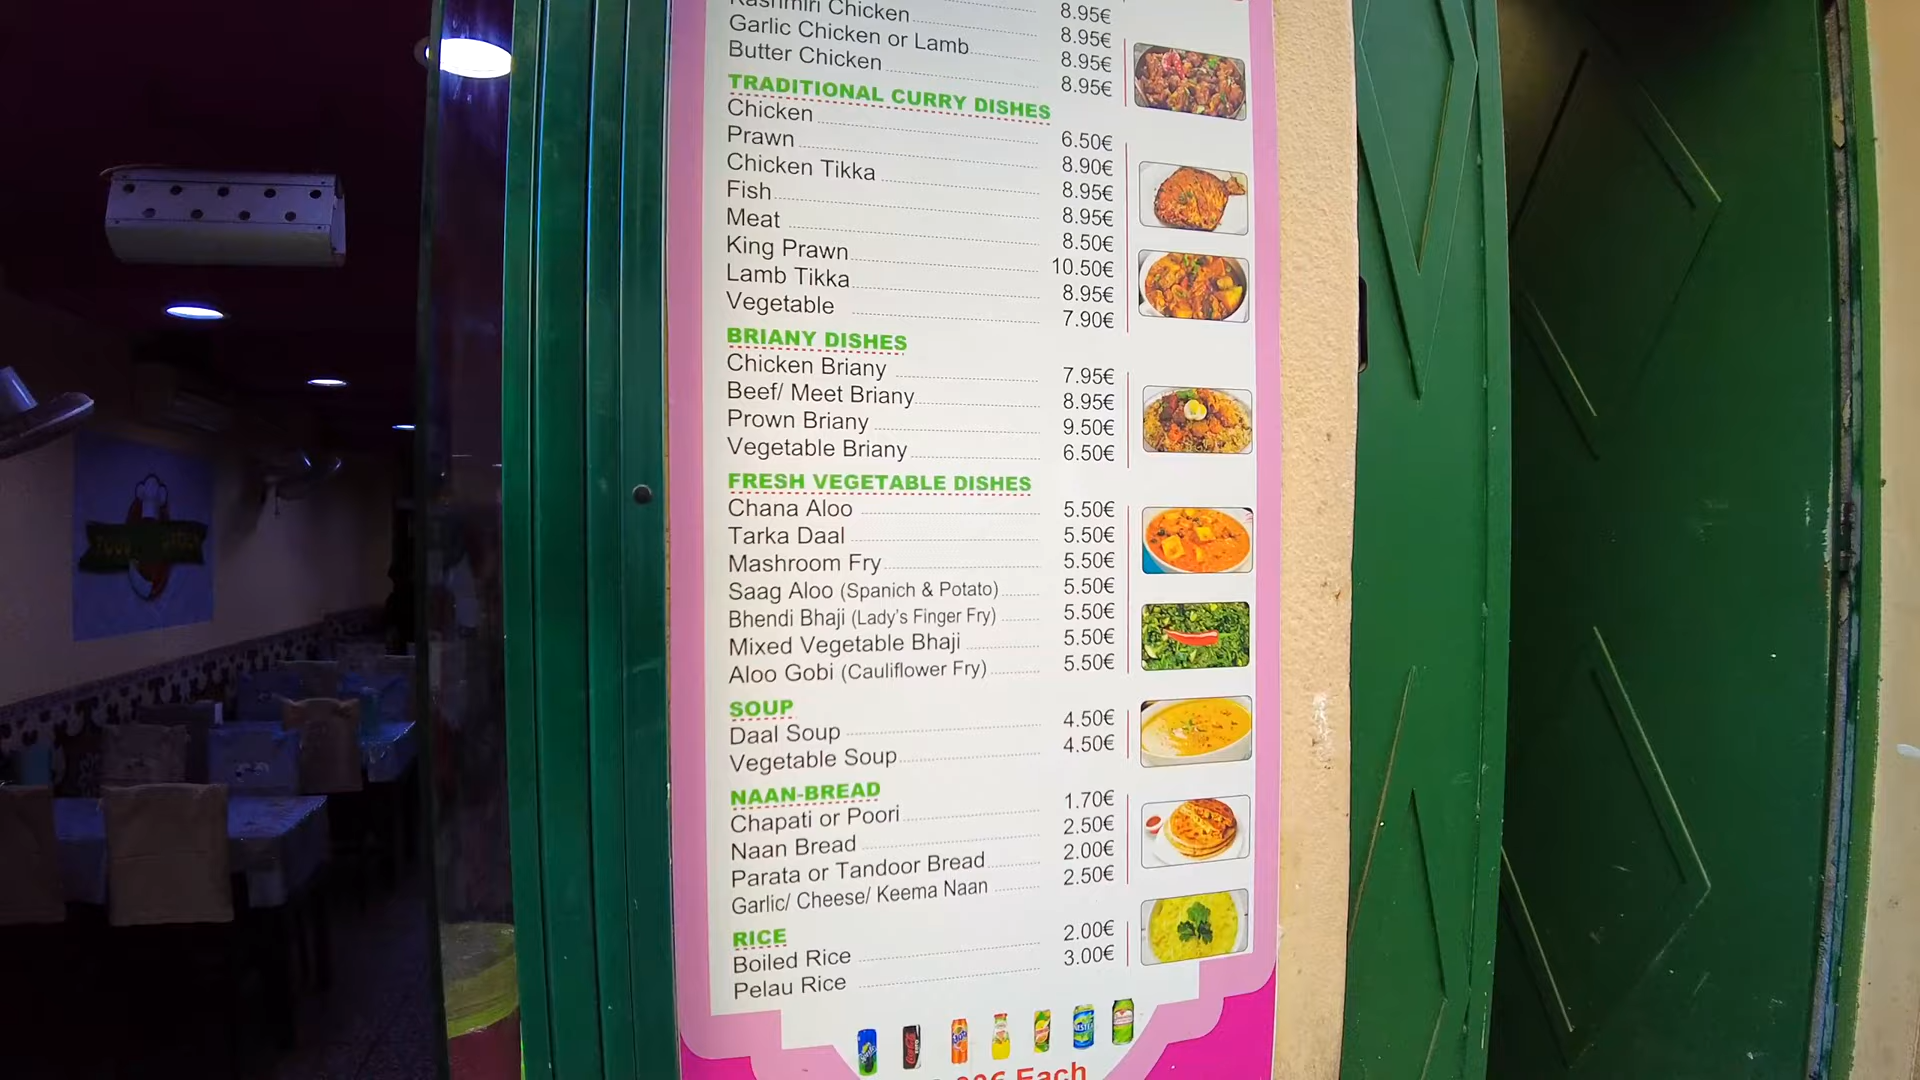 Kashmiri Chicken 8.95€
Garlic Chicken or Lamb 8.95€
Butter Chicken 8.95€
8.95€
TRADITIONAL CURRY DISHES
Chicken 6.50€
Prawn 8.90€
Chicken Tikka 8.95€
Fish 8.95€
Meat 8.50€
King Prawn 10.50€
Lamb Tikka 8.95€
Vegetable 7.90€
BRIANY DISHES
Chicken Briany 7.95€
Beef/ Meet Briany 8.95€
Prown Briany 9.50€
Vegetable Briany 6.50€
FRESH VEGETABLE DISHES
Chana Aloo 5.50€
Tarka Daal 5.50€
Mashroom Fry 5.50€
Saag Aloo (Spanich & Potato) 5.50€
Bhendi Bhaji (Lady's Finger Fry) 5.50€
Mixed Vegetable Bhaji 5.50€
Aloo Gobi (Cauliflower Fry) 5.50€
SOUP
Daal Soup 4.50€
Vegetable Soup 4.50€
NAAN-BREAD
Chapati or Poori 1.70€
Naan Bread 2.50€
Parata or Tandoor Bread 2.00€
Garlic/ Cheese/ Keema Naan 2.50€
RICE
Boiled Rice 2.00€
Pelau Rice 3.00€
Each